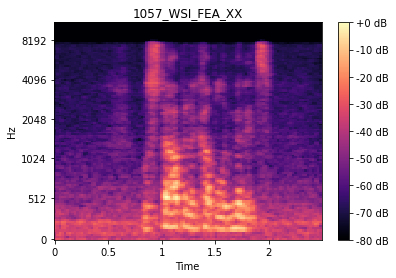 1057_WSI_FEA_XX
+0 dB
8192
-10 dB
4096
-20 dB
-30 dB
2048
-40 dB
Hz
1024
-50 dB
-60 dB
512
-70 dB
0
-80 dB
0 0.5 1 1.5 2
Time